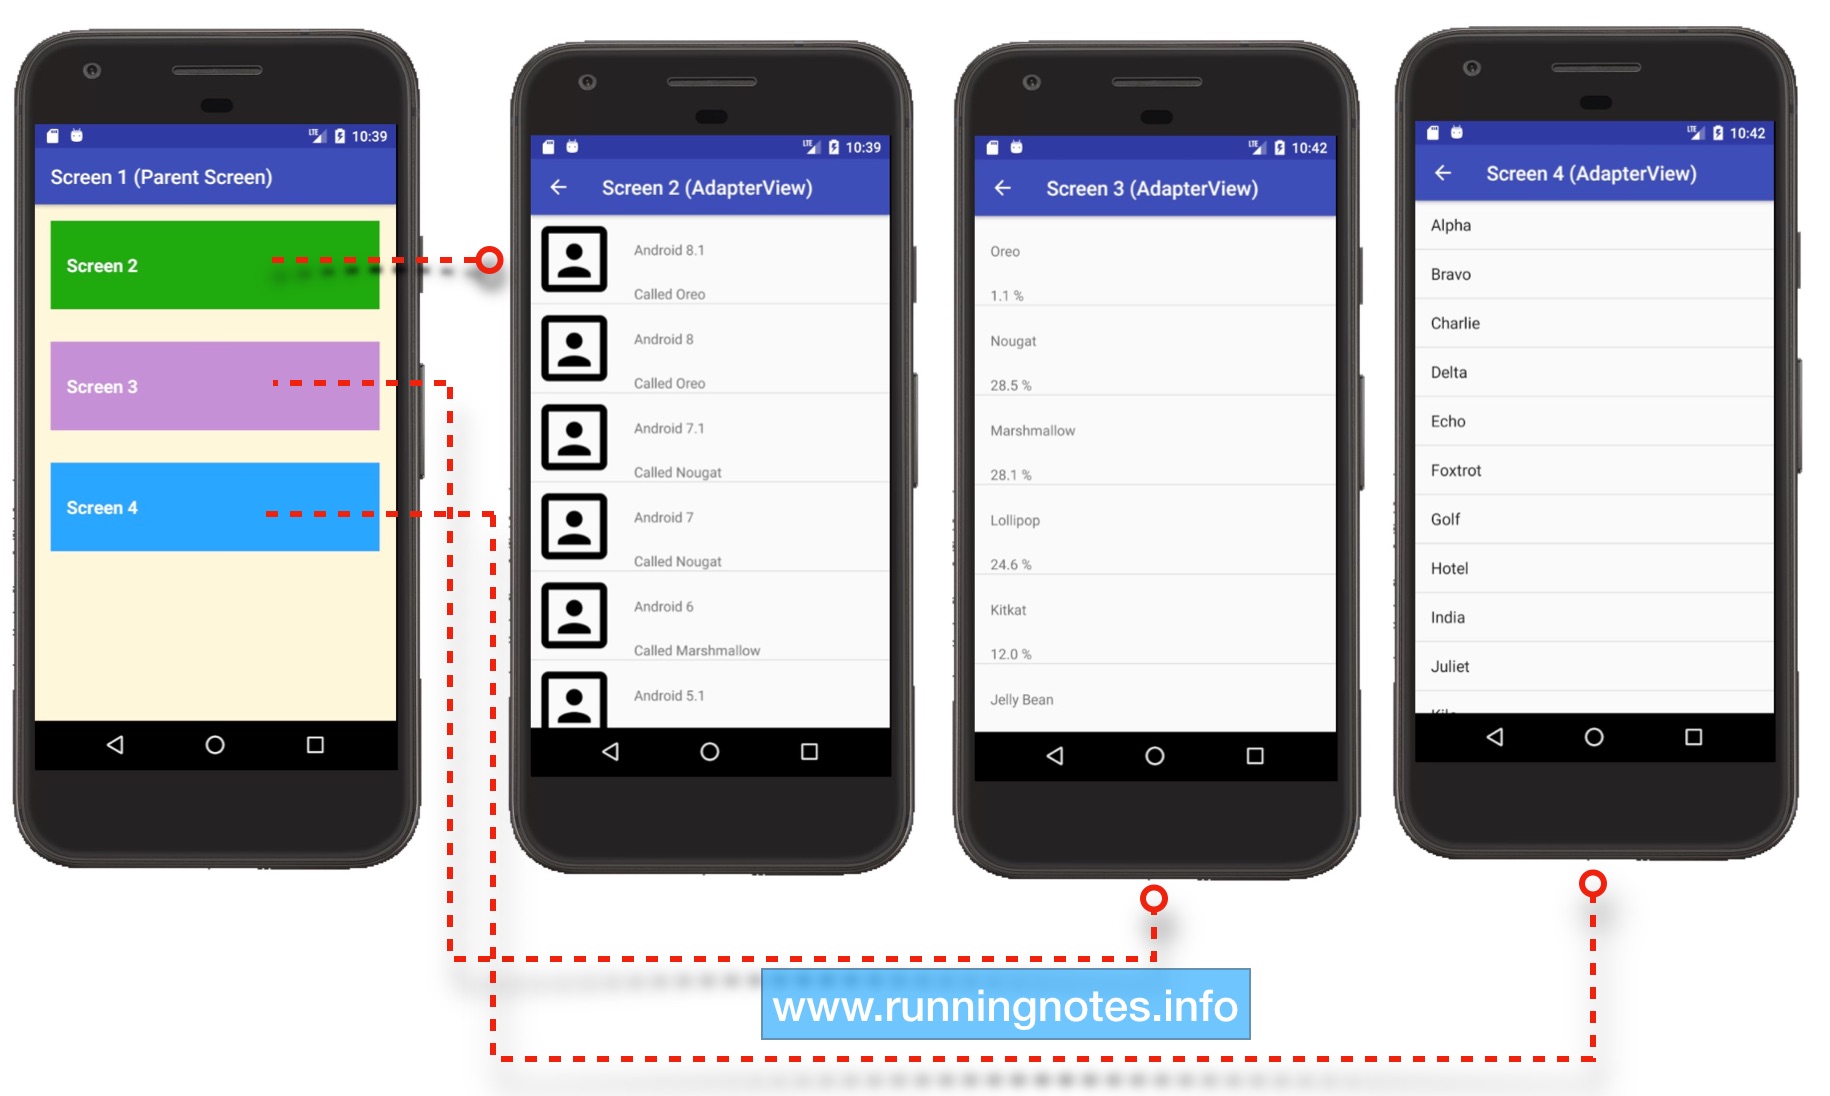 LTE 10:39
Screen 1 (Parent Screen)
Screen 2
Screen 3
Screen 4
LTE 10:39
Screen 2 (AdapterView)
Android 8.1
Called Oreo
Android 8
Called Oreo
Android 7.1
Called Nougat
Android 7
Called Nougat
Android 6
Called Marshmallow
Android 5.1
LTE 10:42
Screen 3 (AdapterView)
Oreo
1.1 %
Nougat
28.5 %
Marshmallow
28.1 %
Lollipop
24.6 %
Kitkat
12.0 %
Jelly Bean
LTE 10:42
Screen 4 (AdapterView)
Alpha
Bravo
Charlie
Delta
Echo
Foxtrot
Golf
Hotel
India
Juliet
www.runningnotes.info